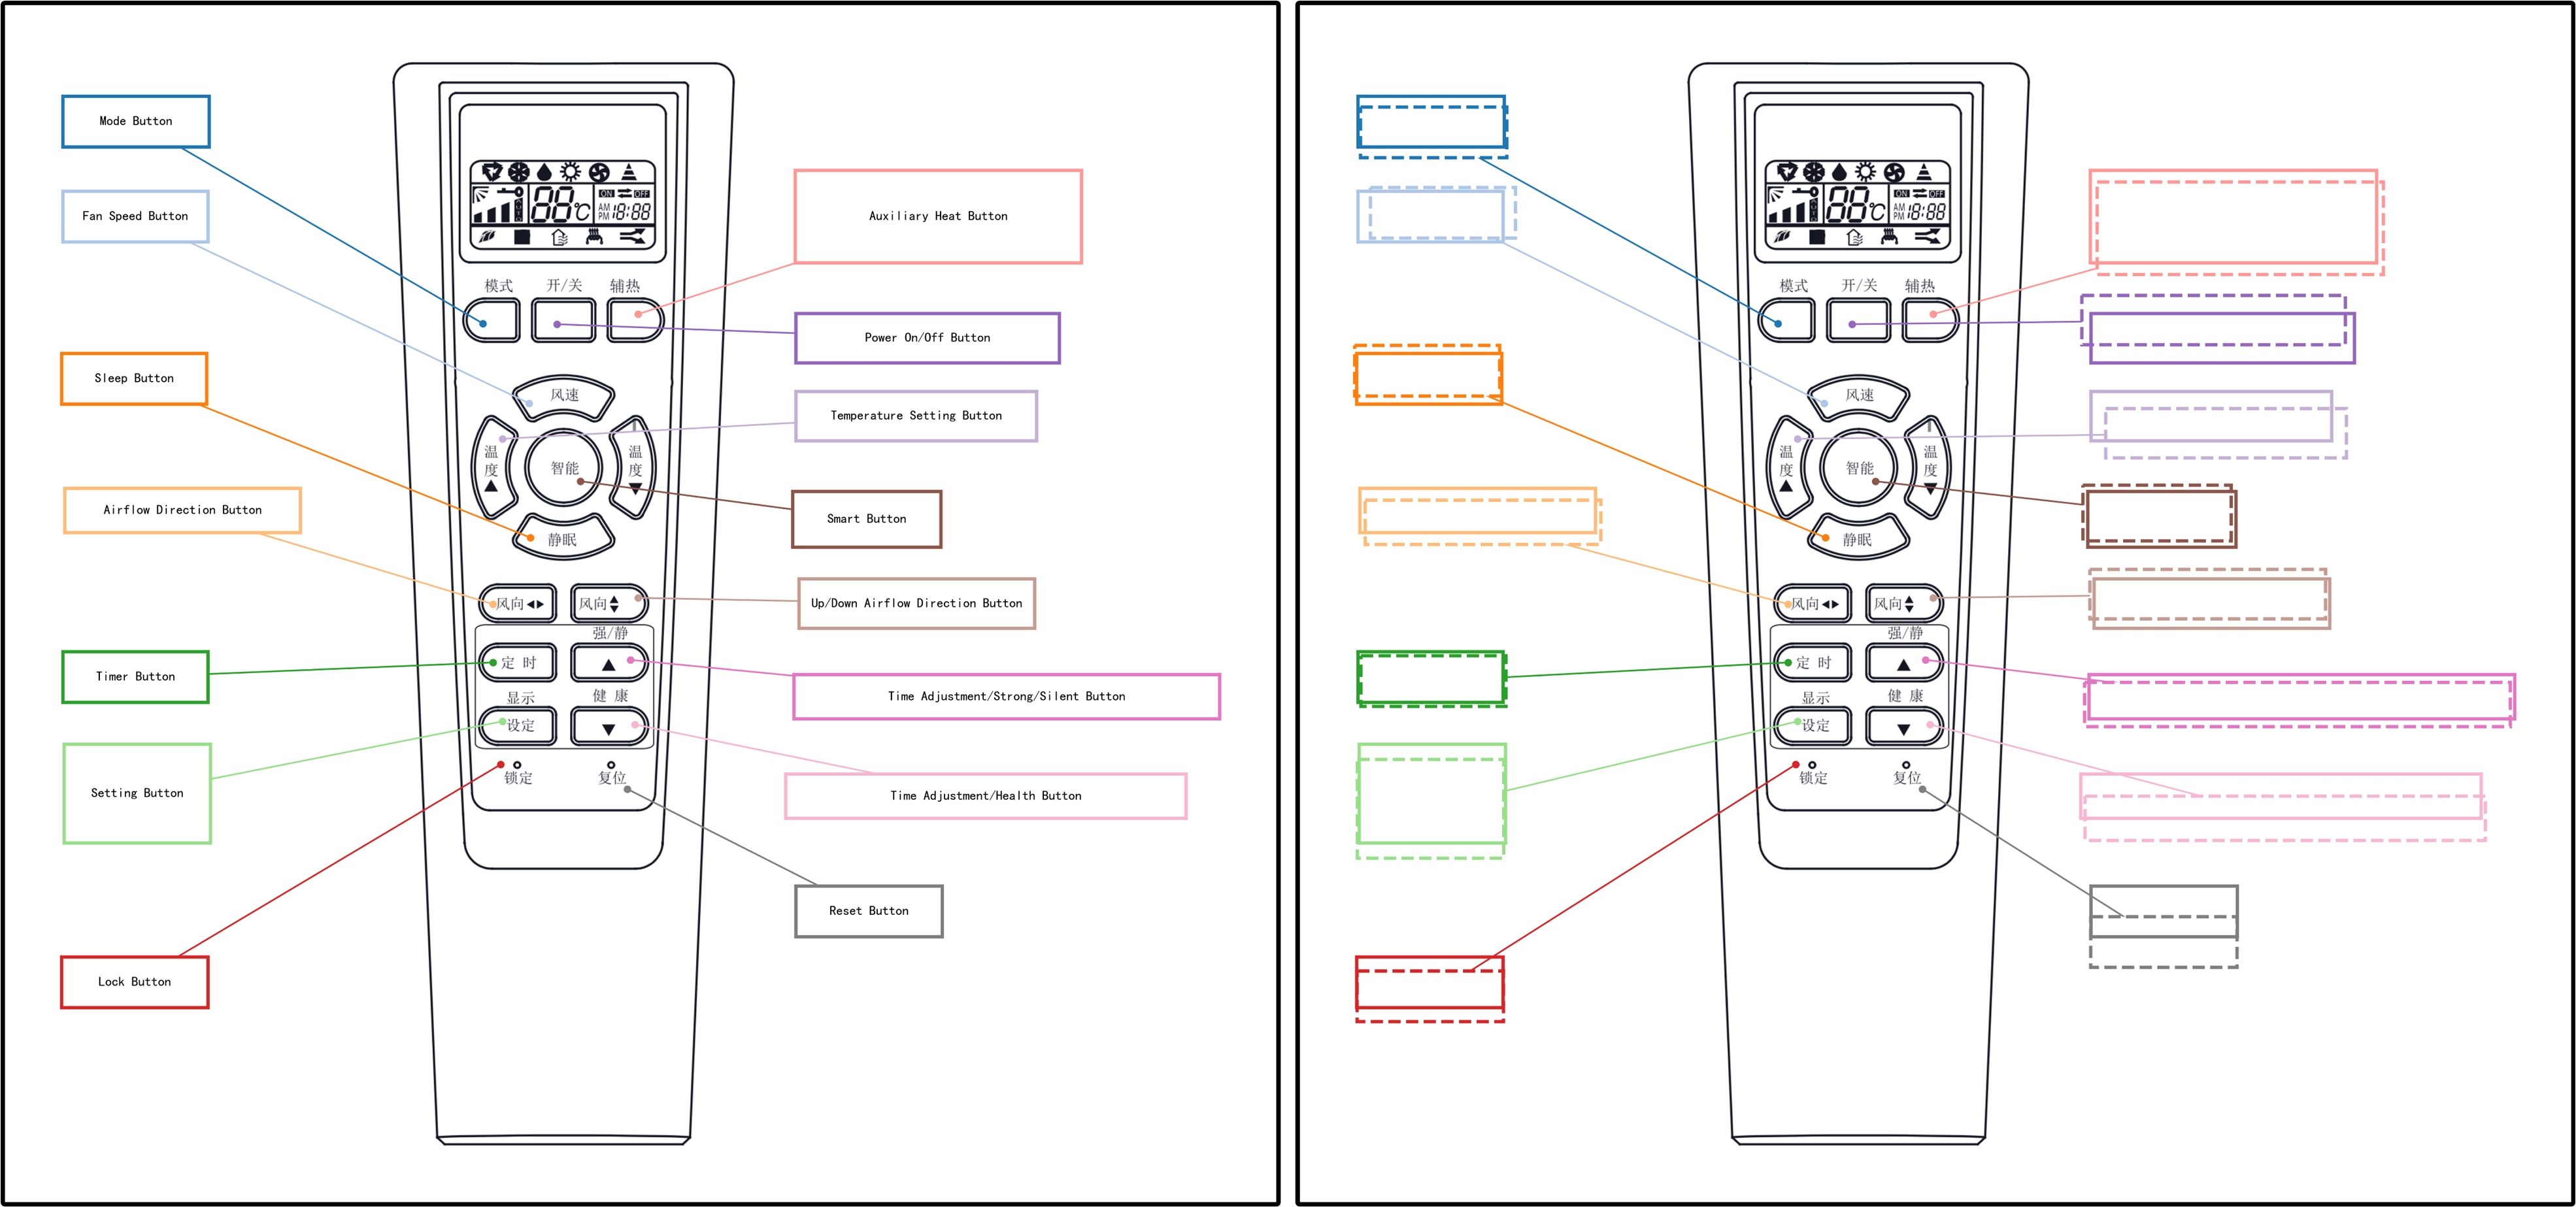 Mode Button
Fan Speed Button
Sleep Button
Airflow Direction Button
Timer Button
Setting Button
Lock Button
ON OFF
88℃
AM
PM 18:88
模式 开/关 辅热
风速
温度▲
智能
温度▼
静眠
风向◀▶ 风向▲▼
强/静
定 时 ▲
显示 健 康
设定 ▼
锁定 复位
Auxiliary Heat Button
Power On/Off Button
Temperature Setting Button
Smart Button
Up/Down Airflow Direction Button
Time Adjustment/Strong/Silent Button
Time Adjustment/Health Button
Reset Button
ON OFF
88℃
AM
PM 18:88
模式 开/关 辅热
风速
温度▲
智能
温度▼
静眠
风向◀▶ 风向▲▼
强/静
定 时 ▲
显示 健 康
设定 ▼
锁定 复位